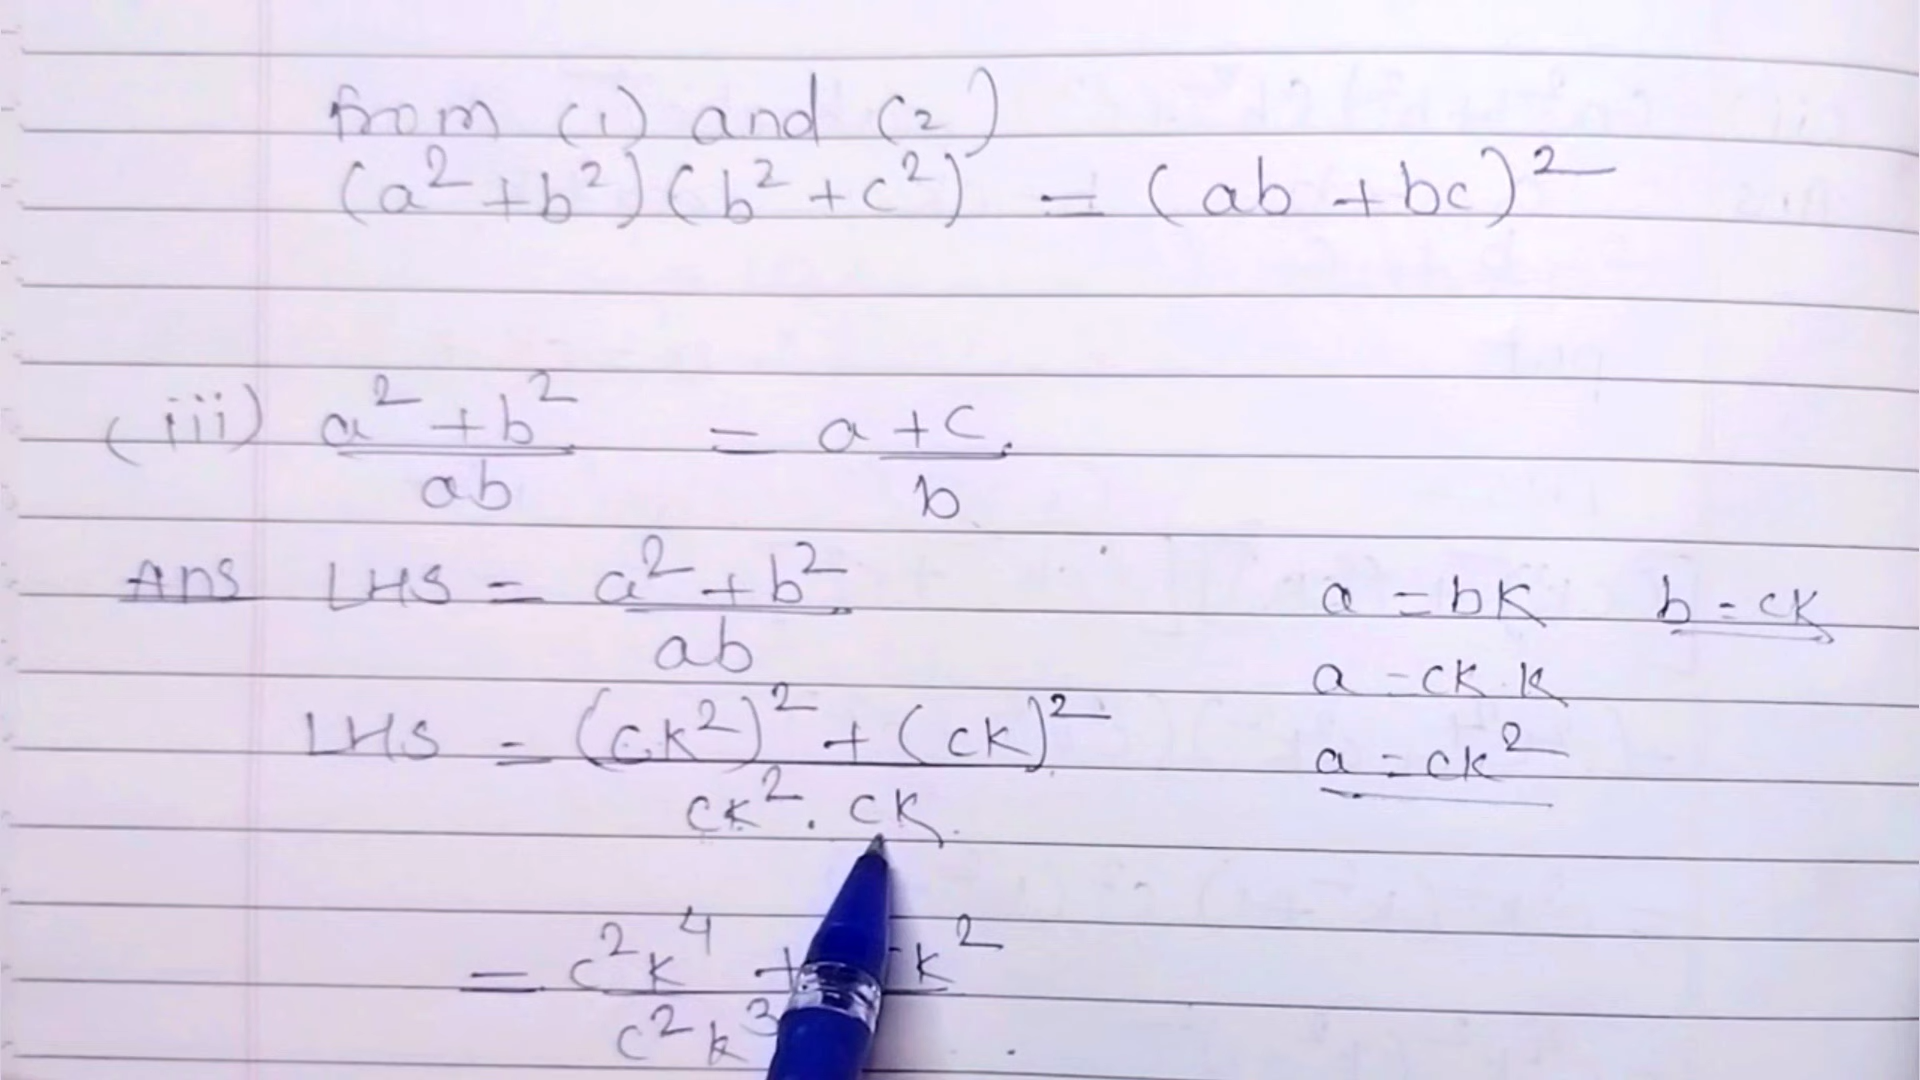 from (1) and (2)
(a² + b²) (b² + c²) = (ab + bc)²
(iii) a² + b² / ab = a + c / b
Ans LHS = a² + b² / ab
a = bk b = ck
a = ck.k
LHS = (ck²)² + (ck)² / ck² . ck
a = ck²
= c²k⁴ + k² / c²k³